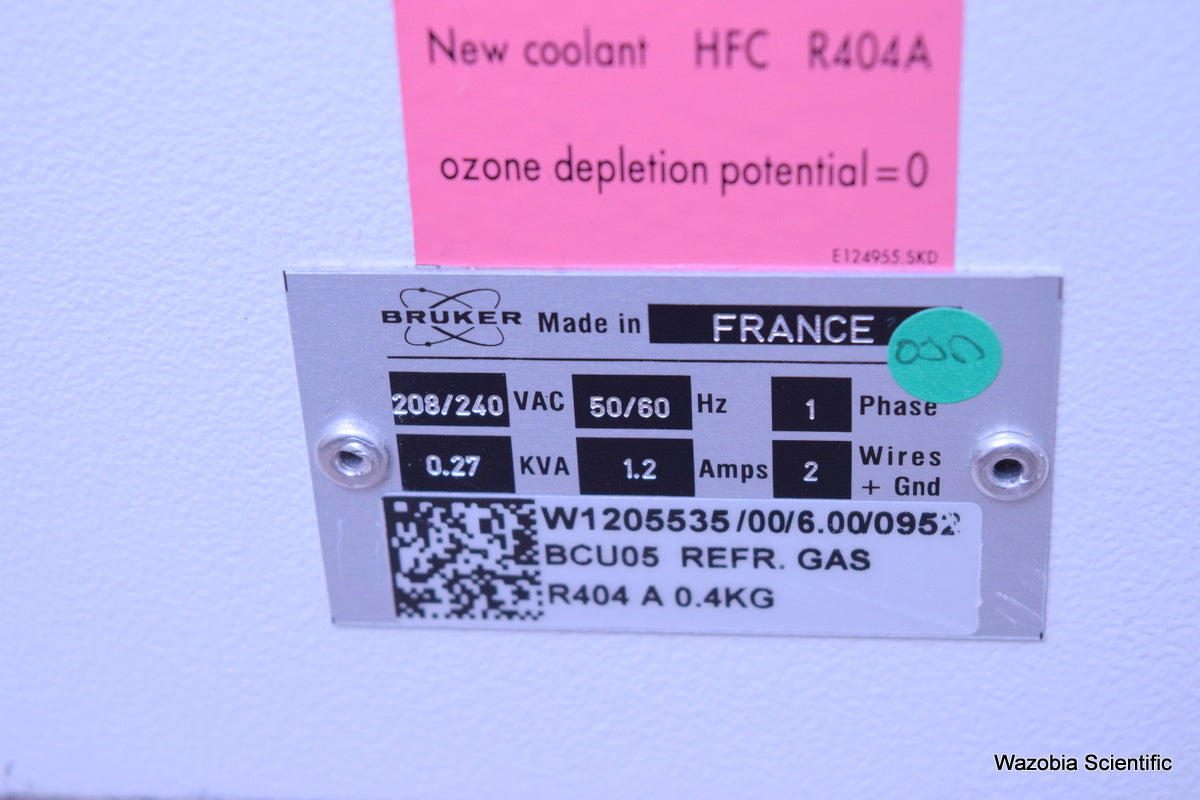 New coolant HFC R404A
ozone depletion potential = 0
E124955.SKD
BRUKER Made in FRANCE
208/240 VAC 50/60 Hz 1 Phase
0.27 KVA 1.2 Amps 2 Wires + Gnd
W1205535/00/6.00/0952
BCU05 REFR. GAS
R404 A 0.4KG
Wazobia Scientific